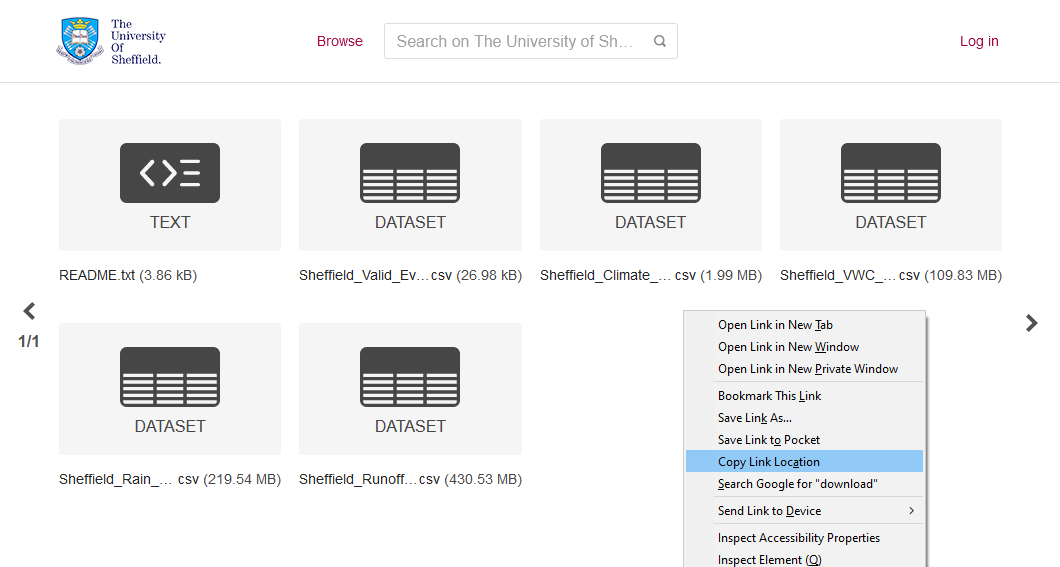 The
University
Of
Sheffield.
Browse
Search on The University of Sh...
Log in
TEXT
DATASET
DATASET
DATASET
README.txt (3.86 kB)
Sheffield_Valid_Ev... csv (26.98 kB)
Sheffield_Climate_... csv (1.99 MB)
Sheffield_VWC_... csv (109.83 MB)
1/1
DATASET
DATASET
Sheffield_Rain_... csv (219.54 MB)
Sheffield_Runoff... csv (430.53 MB)
Open Link in New Tab
Open Link in New Window
Open Link in New Private Window
Bookmark This Link
Save Link As...
Save Link to Pocket
Copy Link Location
Search Google for "download"
Send Link to Device
Inspect Accessibility Properties
Inspect Element (Q)